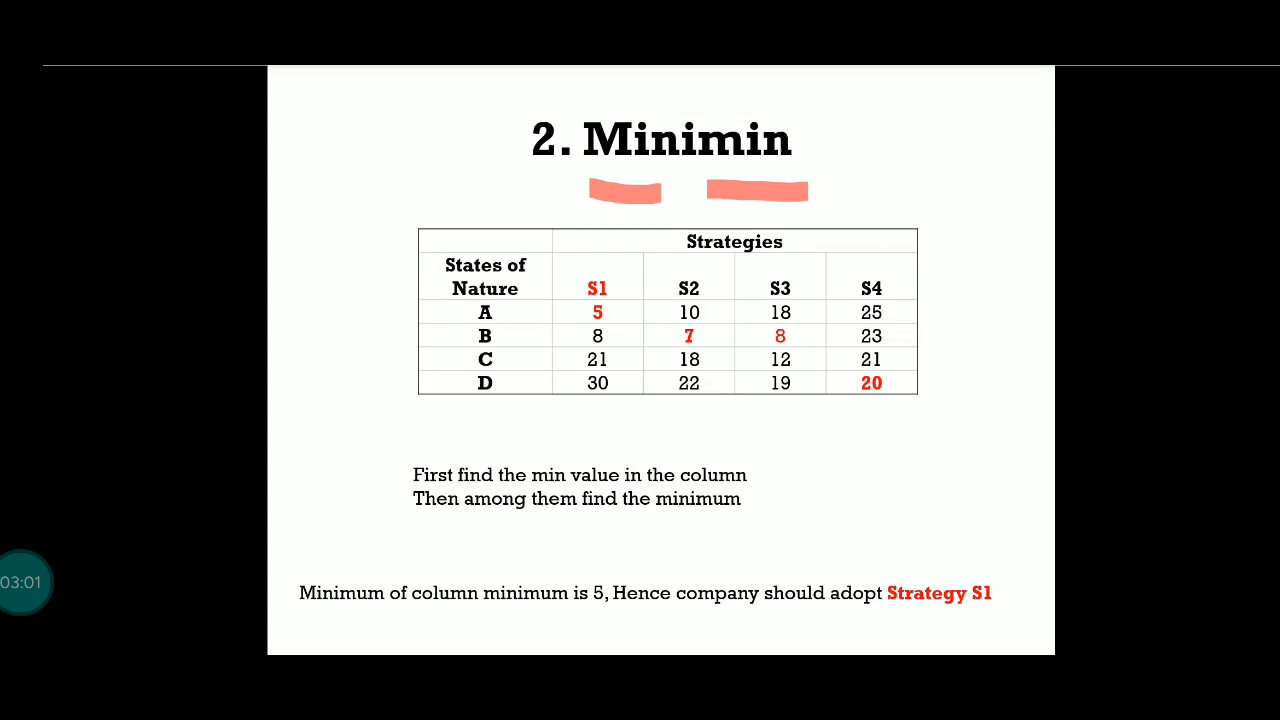 2. Minimin
Strategies
States of
Nature S1 S2 S3 S4
A 5 10 18 25
B 8 7 8 23
C 21 18 12 21
D 30 22 19 20
First find the min value in the column
Then among them find the minimum
03:01
Minimum of column minimum is 5, Hence company should adopt Strategy S1